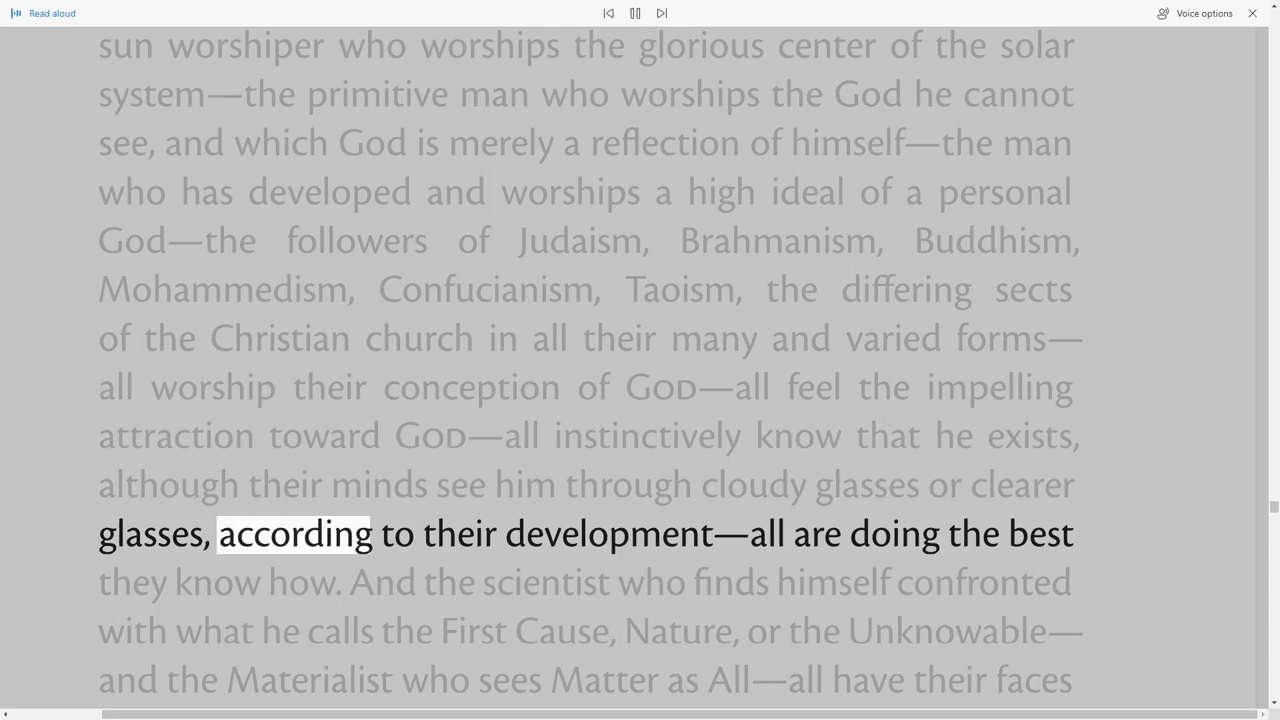 Read aloud
Voice options
sun worshiper who worships the glorious center of the solar
system—the primitive man who worships the God he cannot
see, and which God is merely a reflection of himself—the man
who has developed and worships a high ideal of a personal
God—the followers of Judaism, Brahmanism, Buddhism,
Mohammedism, Confucianism, Taoism, the differing sects
of the Christian church in all their many and varied forms—
all worship their conception of GOD—all feel the impelling
attraction toward GOD—all instinctively know that he exists,
although their minds see him through cloudy glasses or clearer
glasses, according to their development—all are doing the best
they know how. And the scientist who finds himself confronted
with what he calls the First Cause, Nature, or the Unknowable—
and the Materialist who sees Matter as All—all have their faces